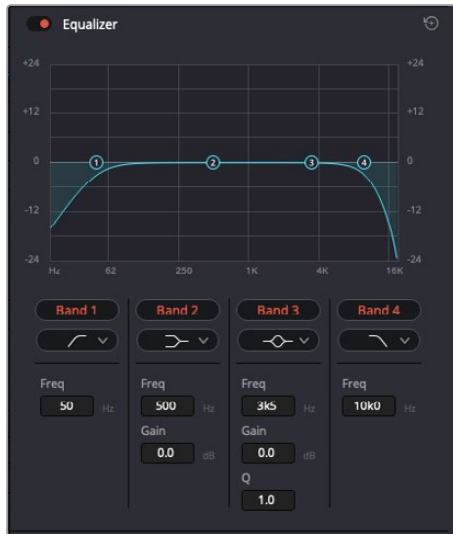 Equalizer
+24 +24
+12 +12
0 0
-12 -12
-24 -24
1 2 3 4
Hz 62 250 1K 4K 16K
Band 1 Band 2 Band 3 Band 4
Freq Freq Freq Freq
50 Hz 500 Hz 3k5 Hz 10k0 Hz
Gain Gain
0.0 dB 0.0 dB
Q
1.0